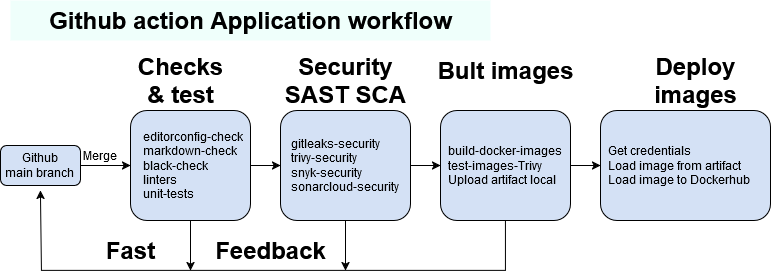 Github action Application workflow
Checks
& test
Security
SAST SCA
Bult images
Deploy
images
Github
main branch
Merge
editorconfig-check
markdown-check
black-check
linters
unit-tests
gitleaks-security
trivy-security
snyk-security
sonarcloud-security
build-docker-images
test-images-Trivy
Upload artifact local
Get credentials
Load image from artifact
Load image to Dockerhub
Fast
Feedback